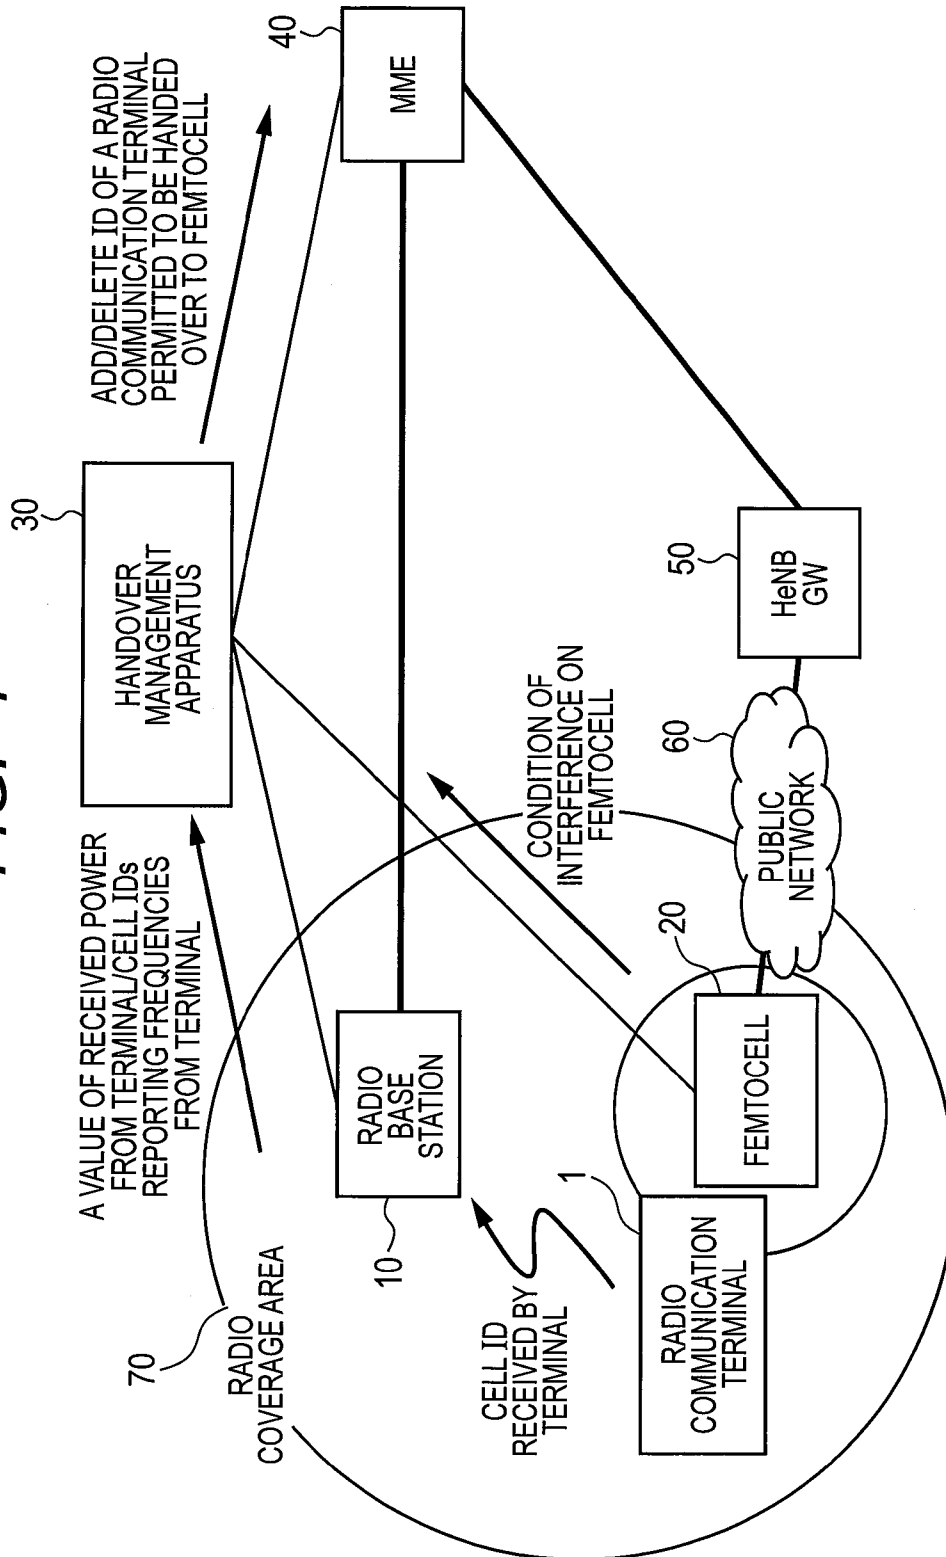 30
HANDOVER
MANAGEMENT
APPARATUS
A VALUE OF RECEIVED POWER
FROM TERMINAL/CELL IDs
REPORTING FREQUENCIES
FROM TERMINAL
ADD/DELETE ID OF A RADIO
COMMUNICATION TERMINAL
PERMITTED TO BE HANDED
OVER TO FEMTOCELL
40
MME
70
RADIO
COVERAGE AREA
10
RADIO
BASE
STATION
CELL ID
RECEIVED BY
TERMINAL
CONDITION OF
INTERFERENCE ON
FEMTOCELL
1
RADIO
COMMUNICATION
TERMINAL
20
FEMTOCELL
60
PUBLIC
NETWORK
50
HeNB
GW